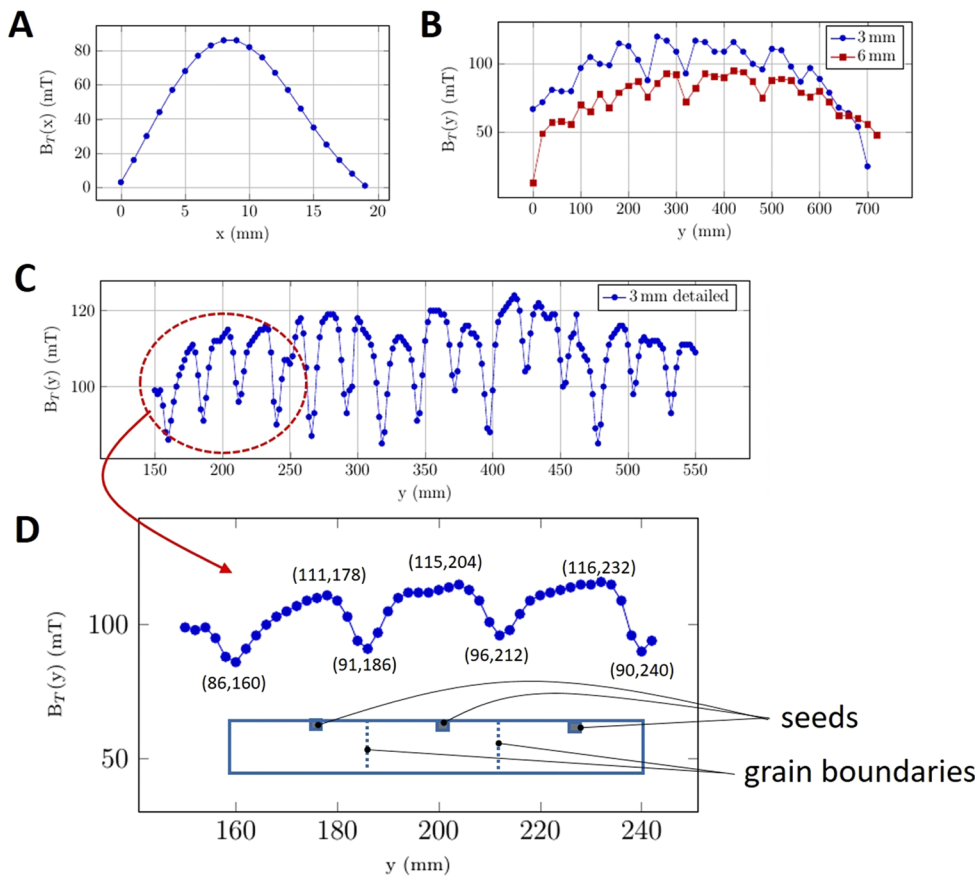 A
B_T(x) (mT)
80
60
40
20
0
0 5 10 15 20
x (mm)
B
B_T(y) (mT)
100
50
3 mm
6 mm
0 100 200 300 400 500 600 700
y (mm)
C
B_T(y) (mT)
120
100
3 mm detailed
150 200 250 300 350 400 450 500 550
y (mm)
D
B_T(y) (mT)
100
50
(111,178)
(115,204)
(116,232)
(86,160)
(91,186)
(96,212)
(90,240)
seeds
grain boundaries
160 180 200 220 240
y (mm)